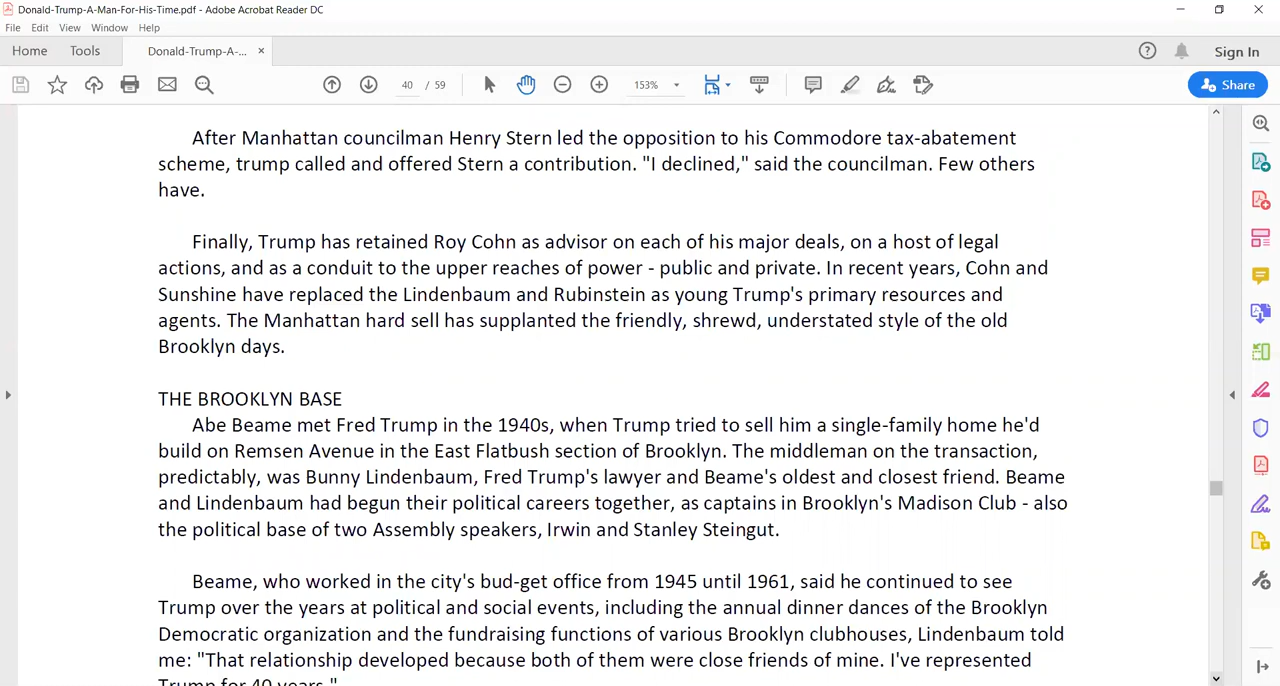 Donald-Trump-A-Man-For-His-Time.pdf - Adobe Acrobat Reader DC
File Edit View Window Help
Home Tools Donald-Trump-A-... × Sign In
40 / 59 153% Share
After Manhattan councilman Henry Stern led the opposition to his Commodore tax-abatement
scheme, trump called and offered Stern a contribution. "I declined," said the councilman. Few others
have.
Finally, Trump has retained Roy Cohn as advisor on each of his major deals, on a host of legal
actions, and as a conduit to the upper reaches of power - public and private. In recent years, Cohn and
Sunshine have replaced the Lindenbaum and Rubinstein as young Trump's primary resources and
agents. The Manhattan hard sell has supplanted the friendly, shrewd, understated style of the old
Brooklyn days.
THE BROOKLYN BASE
Abe Beame met Fred Trump in the 1940s, when Trump tried to sell him a single-family home he'd
build on Remsen Avenue in the East Flatbush section of Brooklyn. The middleman on the transaction,
predictably, was Bunny Lindenbaum, Fred Trump's lawyer and Beame's oldest and closest friend. Beame
and Lindenbaum had begun their political careers together, as captains in Brooklyn's Madison Club - also
the political base of two Assembly speakers, Irwin and Stanley Steingut.
Beame, who worked in the city's bud-get office from 1945 until 1961, said he continued to see
Trump over the years at political and social events, including the annual dinner dances of the Brooklyn
Democratic organization and the fundraising functions of various Brooklyn clubhouses, Lindenbaum told
me: "That relationship developed because both of them were close friends of mine. I've represented
Trump for 40 years."